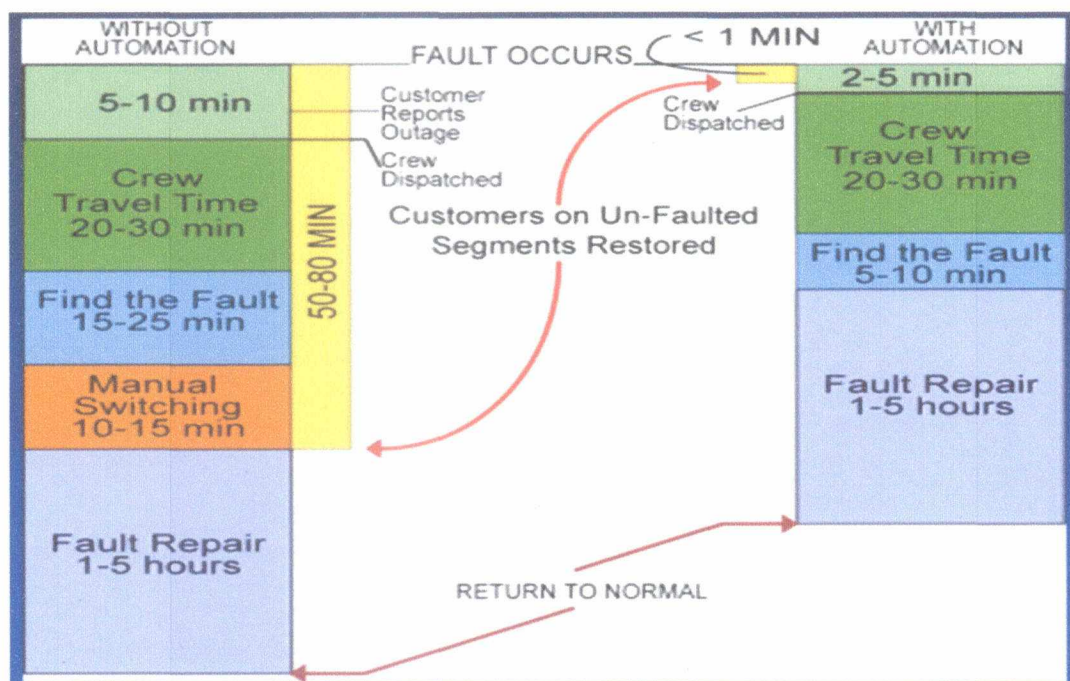 WITHOUT
AUTOMATION
FAULT OCCURS
< 1 MIN
WITH
AUTOMATION
5-10 min
Customer
Reports
Outage
Crew
Dispatched
Crew
Travel Time
20-30 min
Find the Fault
15-25 min
Manual
Switching
10-15 min
Fault Repair
1-5 hours
50-80 MIN
Customers on Un-Faulted
Segments Restored
RETURN TO NORMAL
2-5 min
Crew
Dispatched
Crew
Travel Time
20-30 min
Find the Fault
5-10 min
Fault Repair
1-5 hours